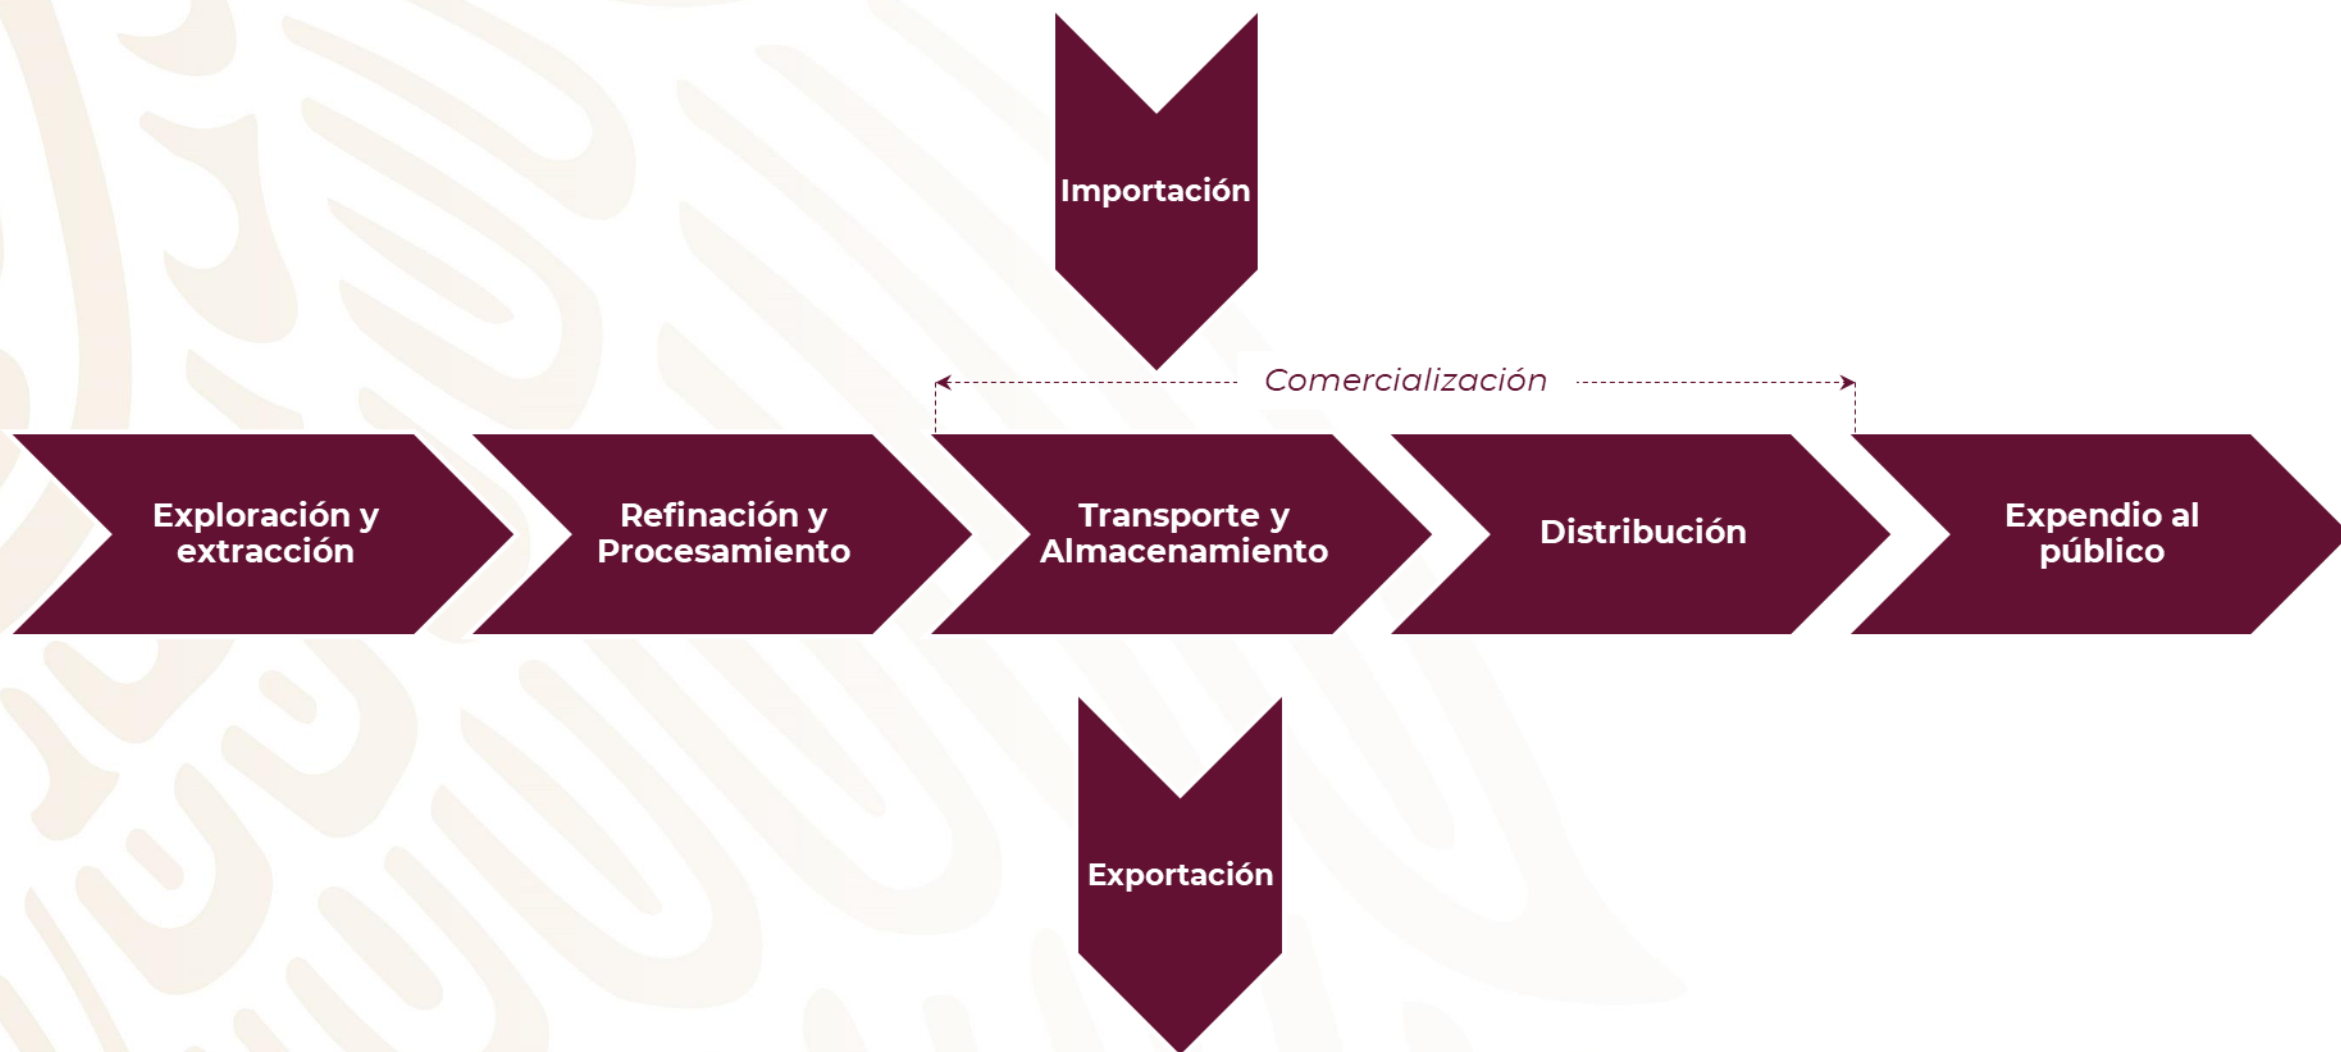 Importación
Comercialización
Exploración y
extracción
Refinación y
Procesamiento
Transporte y
Almacenamiento
Distribución
Expendio al
público
Exportación